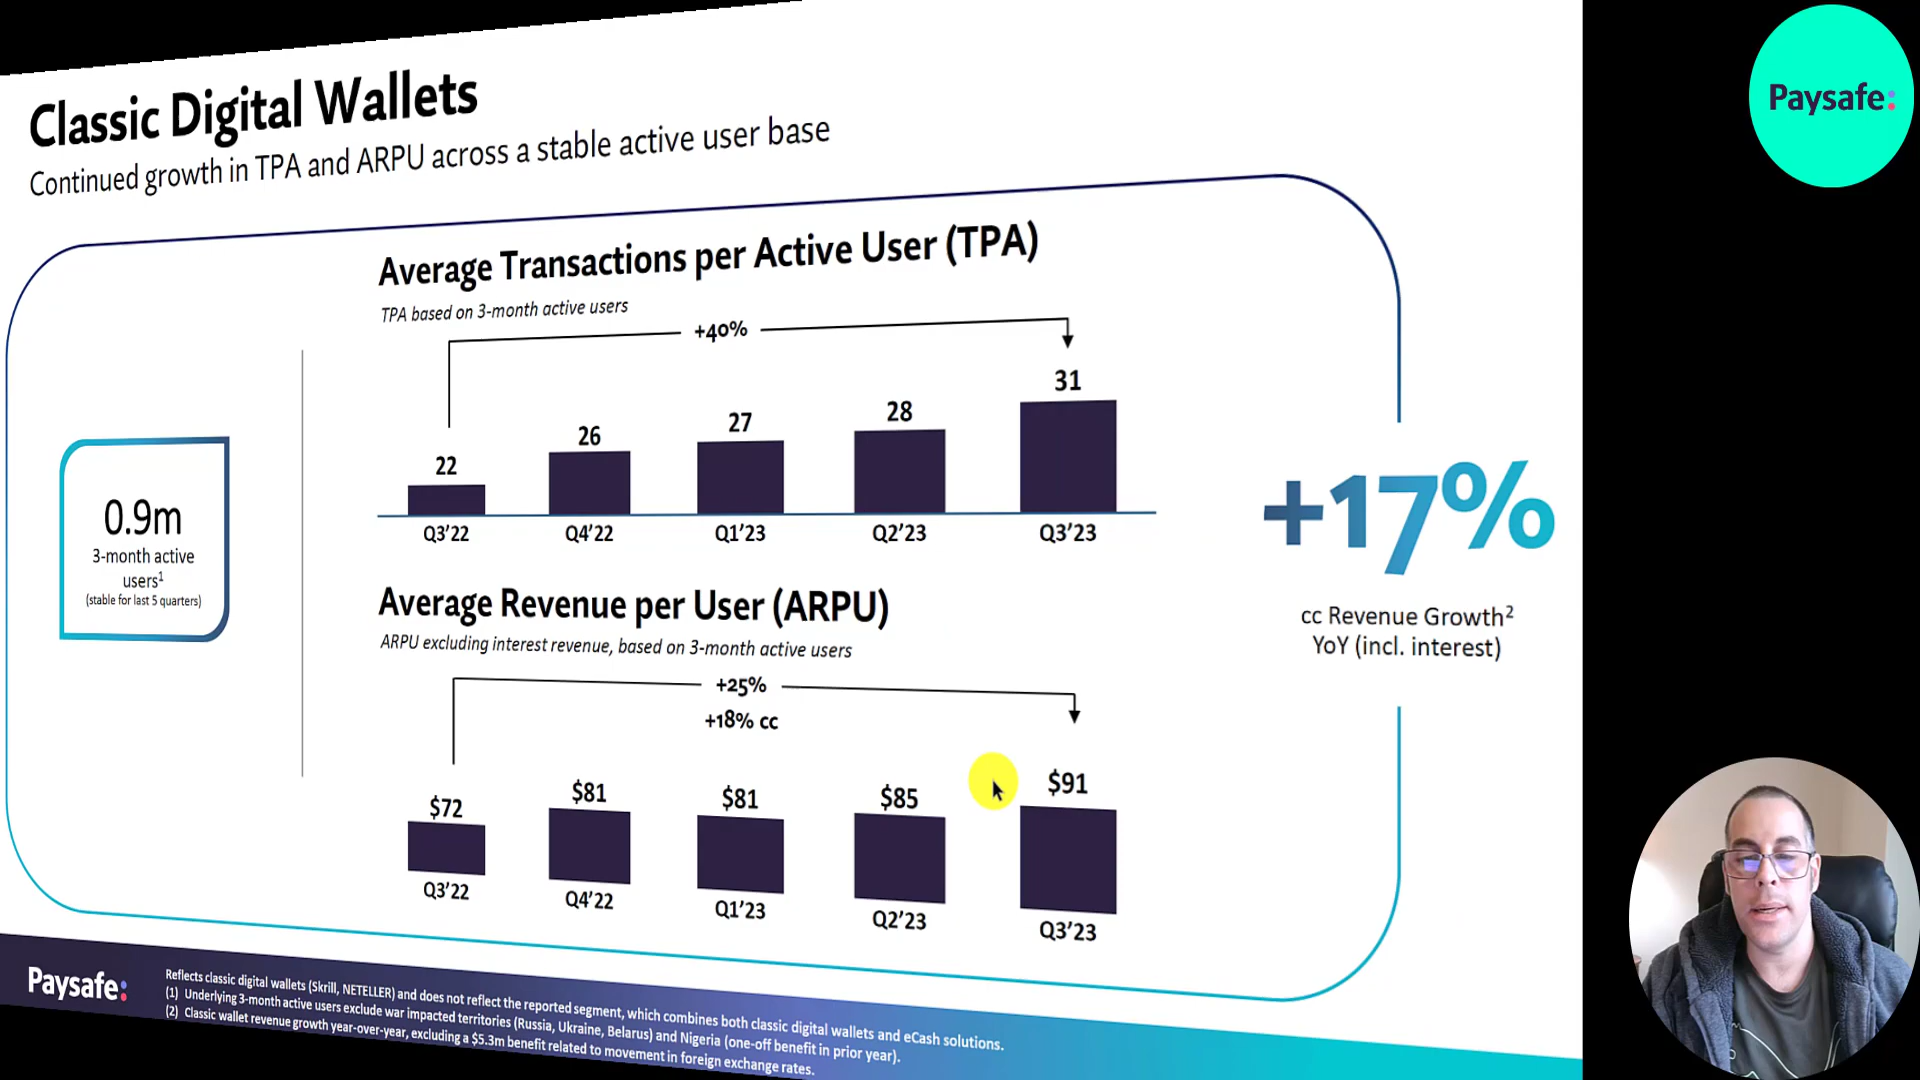 Classic Digital Wallets
Continued growth in TPA and ARPU across a stable active user base
Average Transactions per Active User (TPA)
TPA based on 3-month active users
+40%
22
26
27
28
31
Q3’22
Q4’22
Q1’23
Q2’23
Q3’23
0.9m
3-month active
users1
(stable for last 5 quarters)
Average Revenue per User (ARPU)
ARPU excluding interest revenue, based on 3-month active users
+25%
+18% cc
$72
$81
$81
$85
$91
Q3’22
Q4’22
Q1’23
Q2’23
Q3’23
+17%
cc Revenue Growth2
YoY (incl. interest)
Paysafe:
Reflects classic digital wallets (Skrill, NETELLER) and does not reflect the reported segment, which combines both classic digital wallets and eCash solutions.
(1) Underlying 3-month active users exclude war impacted territories (Russia, Ukraine, Belarus) and Nigeria (one-off benefit in prior year).
(2) Classic wallet revenue growth year-over-year, excluding a $5.3m benefit related to movement in foreign exchange rates.
Paysafe: